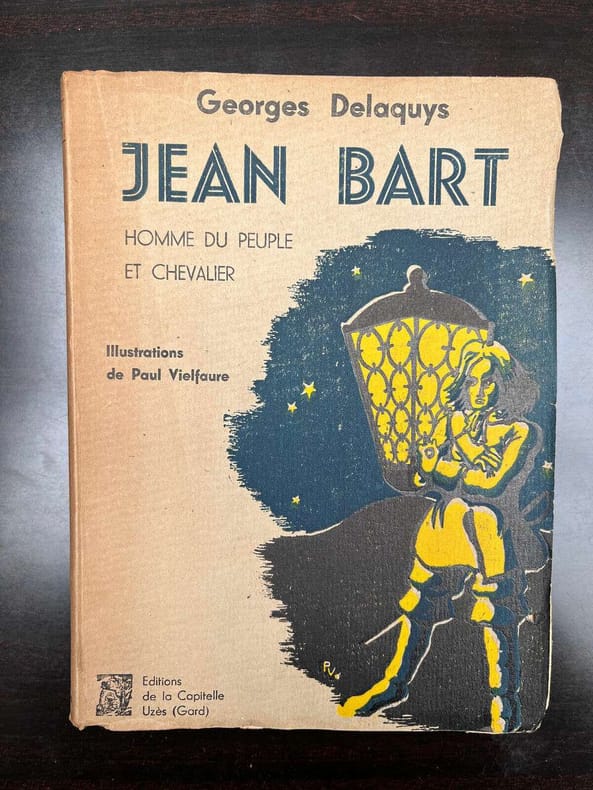 Georges Delaquys
JEAN BART
HOMME DU PEUPLE
ET CHEVALIER
Illustrations
de Paul Vielfaure
PV
Editions
de la Capitelle
Uzès (Gard)